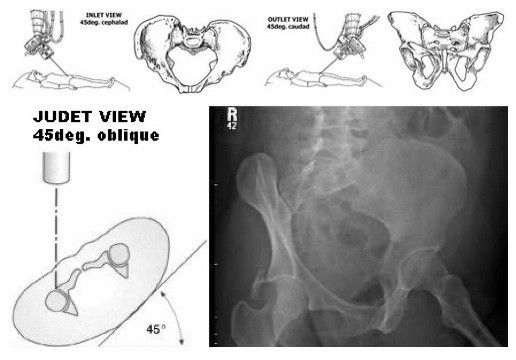 INLET VIEW
45deg. cephalad
OUTLET VIEW
45deg. caudad
JUDET VIEW
45deg. oblique
45°
R
42